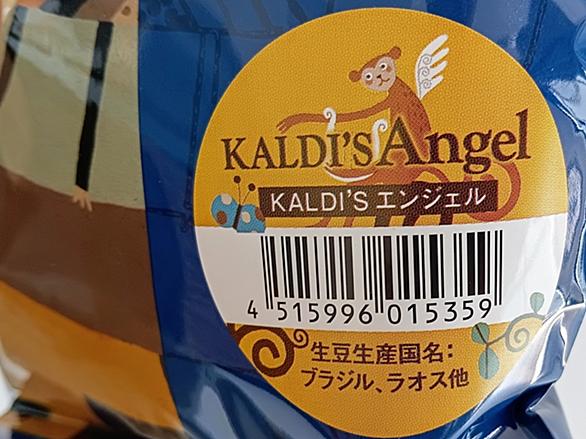 KALDI'S Angel
KALDI'S エンジェル
4 515996 015359
生豆生産国名:
ブラジル、ラオス他